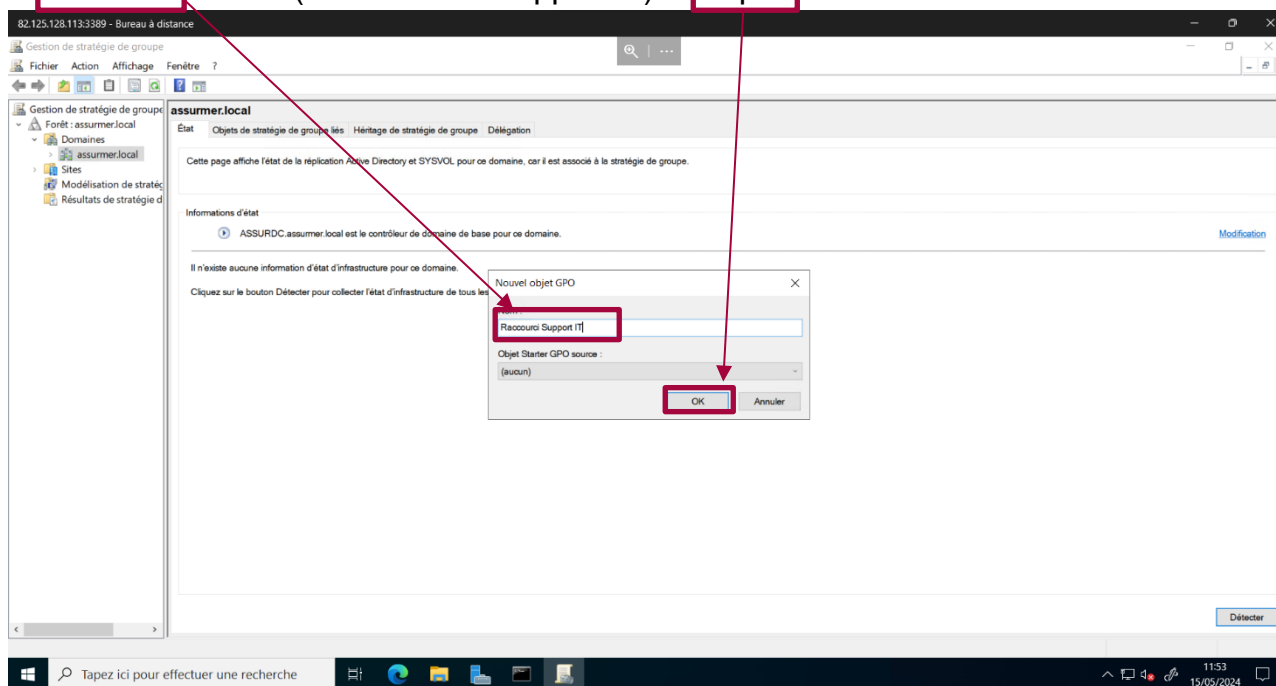 82.125.128.113:3389 - Bureau à distance
Gestion de stratégie de groupe
Fichier Action Affichage Fenêtre ?
Gestion de stratégie de groupe
Forêt : assurmer.local
Domaines
assurmer.local
Sites
Modélisation de stratég
Résultats de stratégie d
assurmer.local
État Objets de stratégie de groupe liés Héritage de stratégie de groupe Délégation
Cette page affiche l'état de la réplication Active Directory et SYSVOL pour ce domaine, car il est associé à la stratégie de groupe.
Informations d'état
ASSURDC.assurmer.local est le contrôleur de domaine de base pour ce domaine.
Modification
Il n'existe aucune information d'état d'infrastructure pour ce domaine.
Cliquez sur le bouton Détecter pour collecter l'état d'infrastructure de tous les
Nouvel objet GPO
Raccourci Support IT
Objet Starter GPO source :
(aucun)
OK Annuler
Détecter
Tapez ici pour effectuer une recherche
11:53
15/05/2024